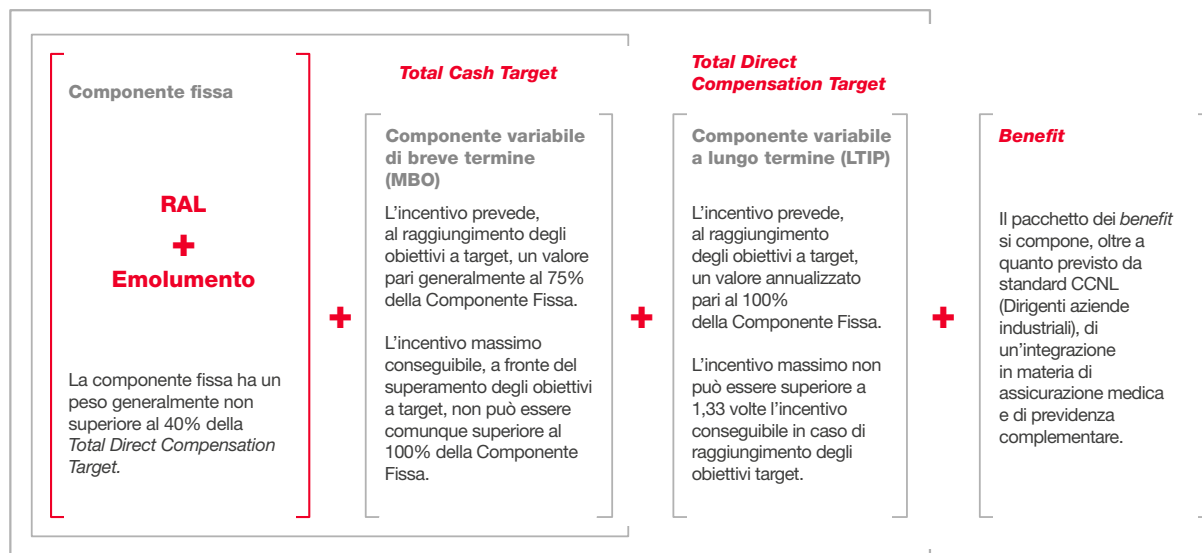 Componente fissa
RAL
+
Emolumento
La componente fissa ha un
peso generalmente non
superiore al 40% della
Total Direct Compensation
Target.
+
Total Cash Target
Componente variabile
di breve termine
(MBO)
L’incentivo prevede,
al raggiungimento degli
obiettivi a target, un valore
pari generalmente al 75%
della Componente Fissa.
L’incentivo massimo
conseguibile, a fronte del
superamento degli obiettivi
a target, non può essere
comunque superiore al
100% della Componente
Fissa.
+
Total Direct
Compensation Target
Componente variabile
a lungo termine (LTIP)
L’incentivo prevede,
al raggiungimento
degli obiettivi a target,
un valore annualizzato
pari al 100%
della Componente Fissa.
L’incentivo massimo non
può essere superiore a
1,33 volte l’incentivo
conseguibile in caso di
raggiungimento degli
obiettivi target.
+
Benefit
Il pacchetto dei benefit
si compone, oltre a
quanto previsto da
standard CCNL
(Dirigenti aziende
industriali), di
un’integrazione
in materia di
assicurazione medica
e di previdenza
complementare.